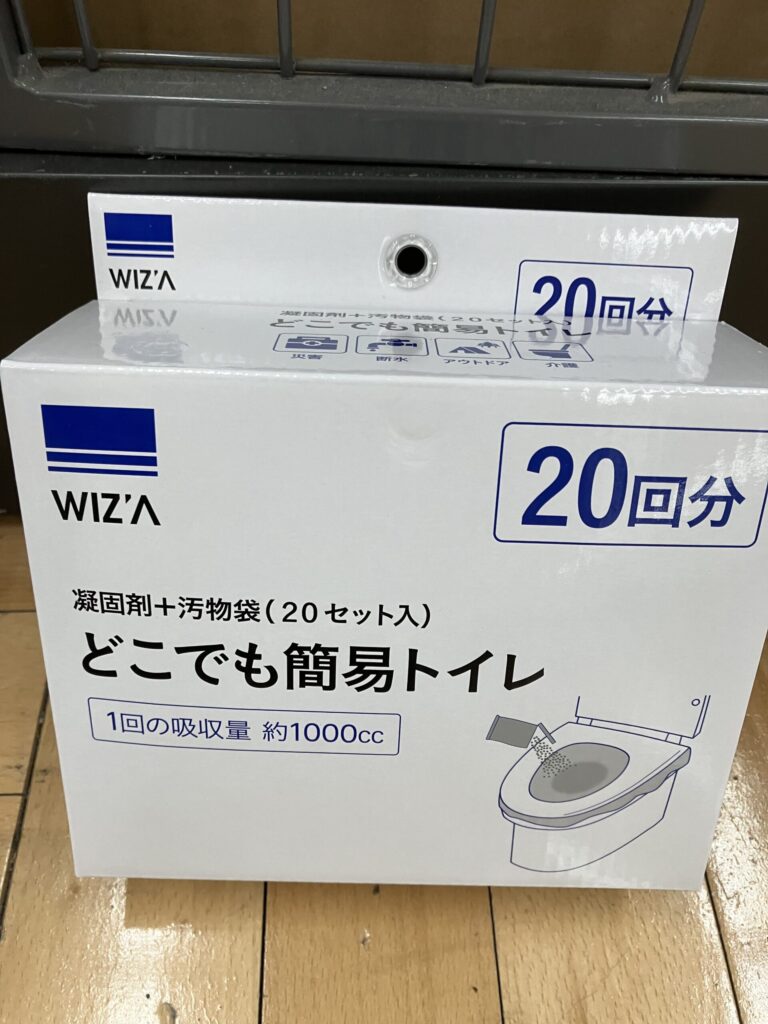 WIZ'A
20回分
WIZ'A
凝固剤+汚物袋(20セット入)
どこでも簡易トイレ
災害 断水 アウトドア 介護
WIZ'A
20回分
凝固剤+汚物袋(20セット入)
どこでも簡易トイレ
1回の吸収量 約1000cc